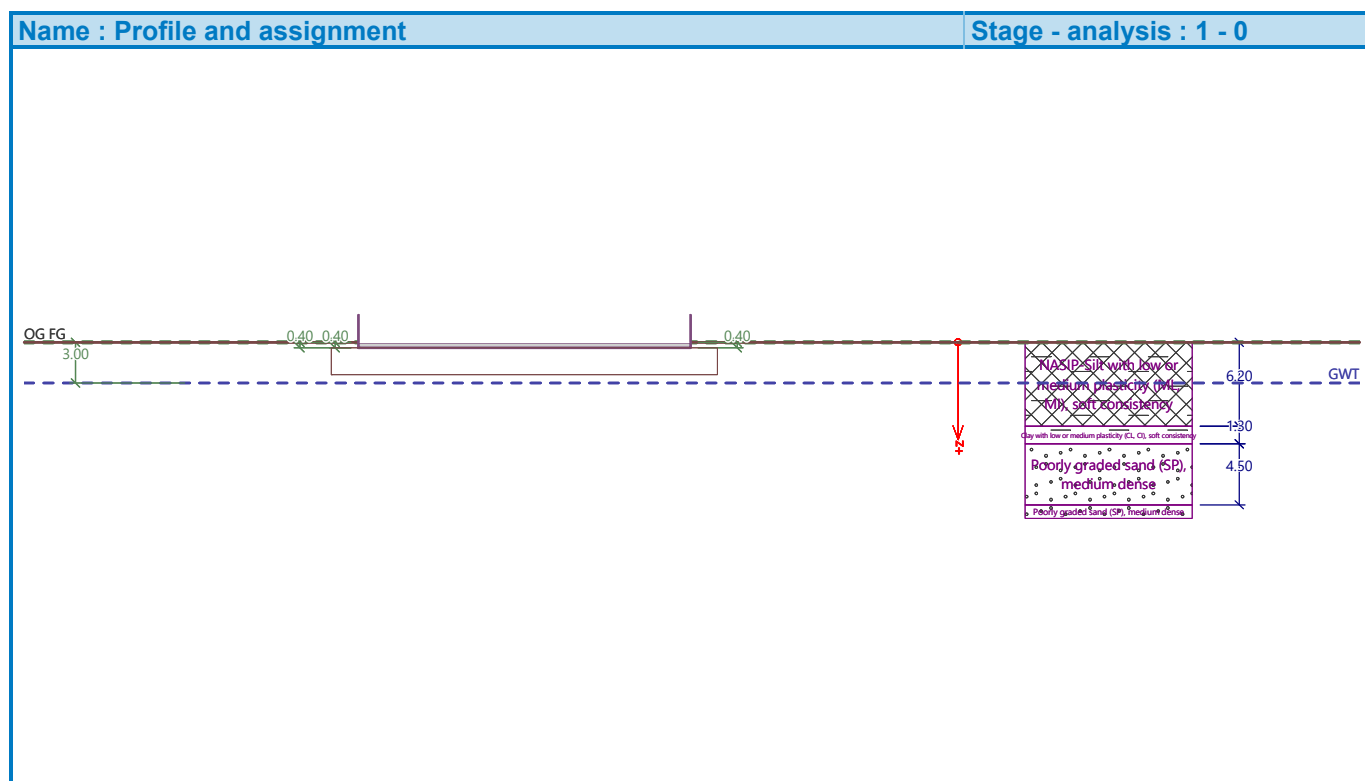 Name : Profile and assignment
Stage - analysis : 1 - 0
OG FG
3.00
0.40 0.40
0.40
+z
NASIP-Silt with low or
medium plasticity (ML,
MI), soft consistency
Clay with low or medium plasticity (CL, CI), soft consistency
Poorly graded sand (SP),
medium dense
Poorly graded sand (SP), medium dense
6.20
1.30
4.50
GWT